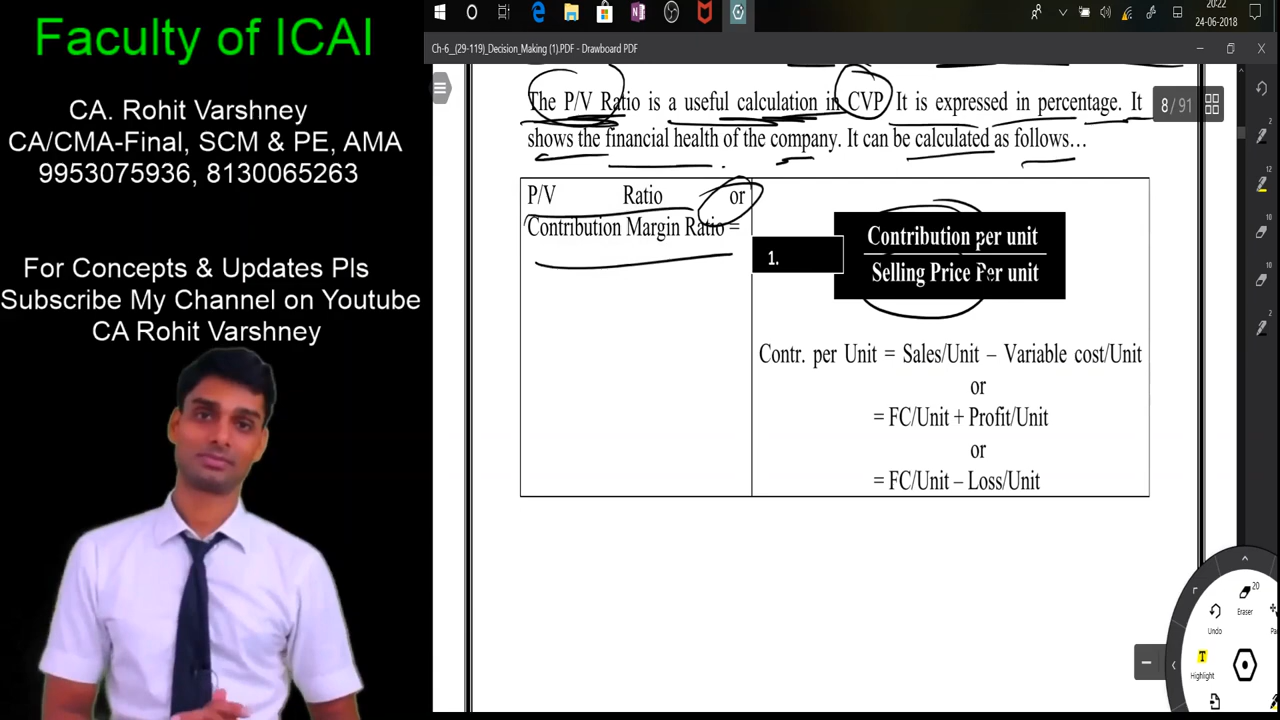 Faculty of ICAI
CA. Rohit Varshney
CA/CMA-Final, SCM & PE, AMA
9953075936, 8130065263
For Concepts & Updates Pls
Subscribe My Channel on Youtube
CA Rohit Varshney
20:22
24-06-2018
Ch-6_(29-119)_Decision_Making (1).PDF - Drawboard PDF
The P/V Ratio is a useful calculation in CVP. It is expressed in percentage. It
8 / 91
shows the financial health of the company. It can be calculated as follows…
P/V Ratio or
Contribution Margin Ratio =
1.
Contribution per unit
Selling Price Per unit
Contr. per Unit = Sales/Unit – Variable cost/Unit
or
= FC/Unit + Profit/Unit
or
= FC/Unit – Loss/Unit
20
Eraser
Undo
Highlight
T